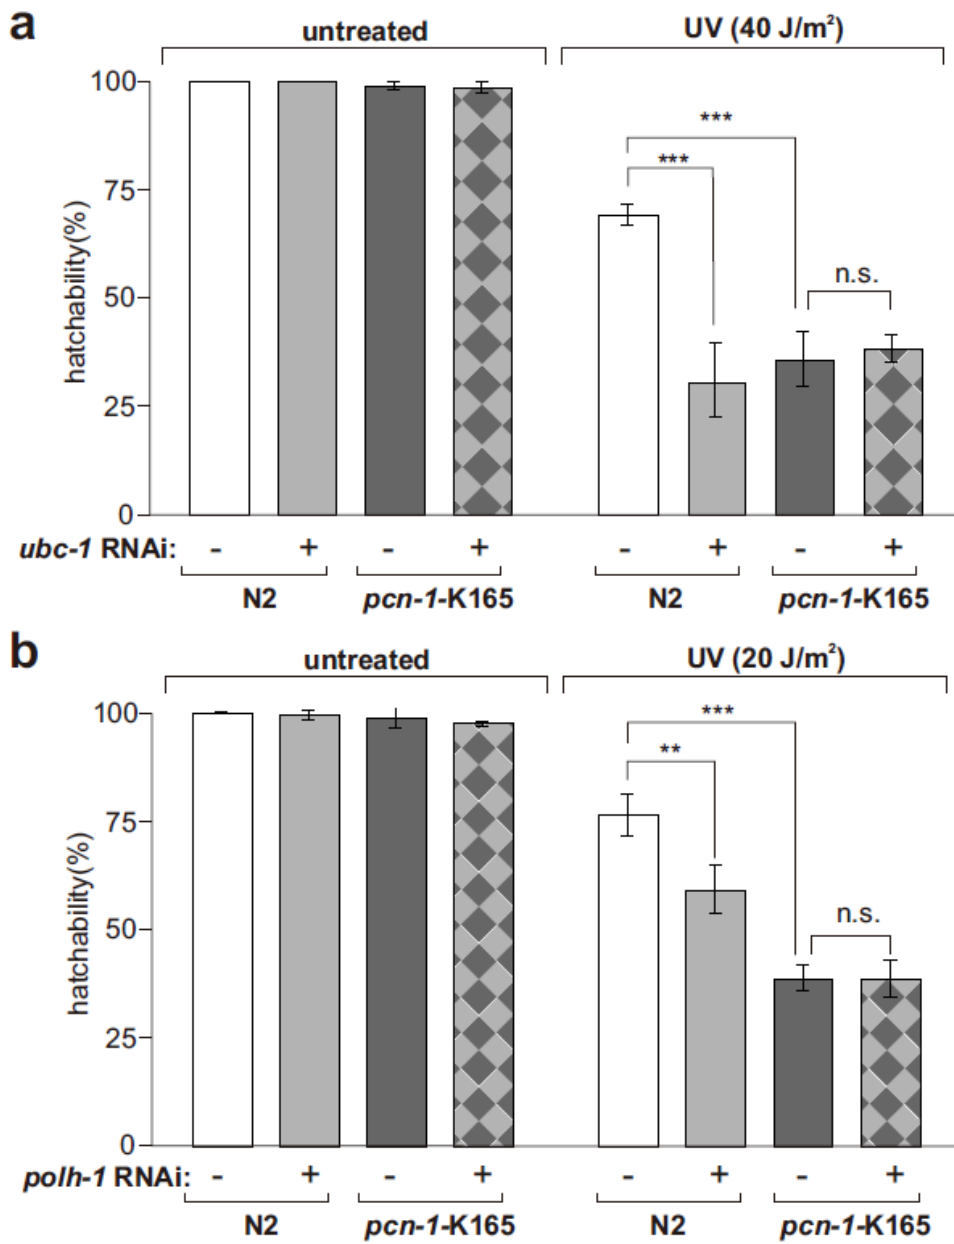 a
untreated UV (40 J/m²)
100
75
50
25
0
hatchability(%)
***
***
n.s.
ubc-1 RNAi: - + - + - + - +
N2 pcn-1-K165 N2 pcn-1-K165
b
untreated UV (20 J/m²)
100
75
50
25
0
hatchability(%)
***
**
n.s.
polh-1 RNAi: - + - + - + - +
N2 pcn-1-K165 N2 pcn-1-K165